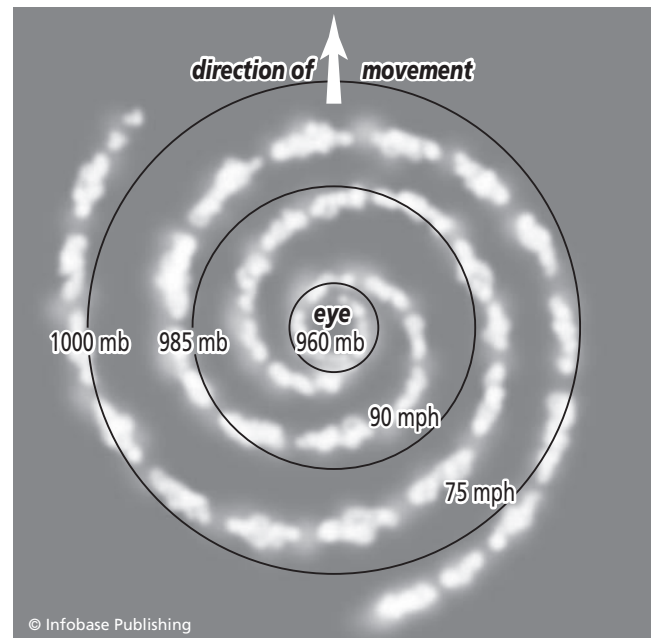 direction of movement
eye
1000 mb 985 mb 960 mb
90 mph
75 mph
© Infobase Publishing